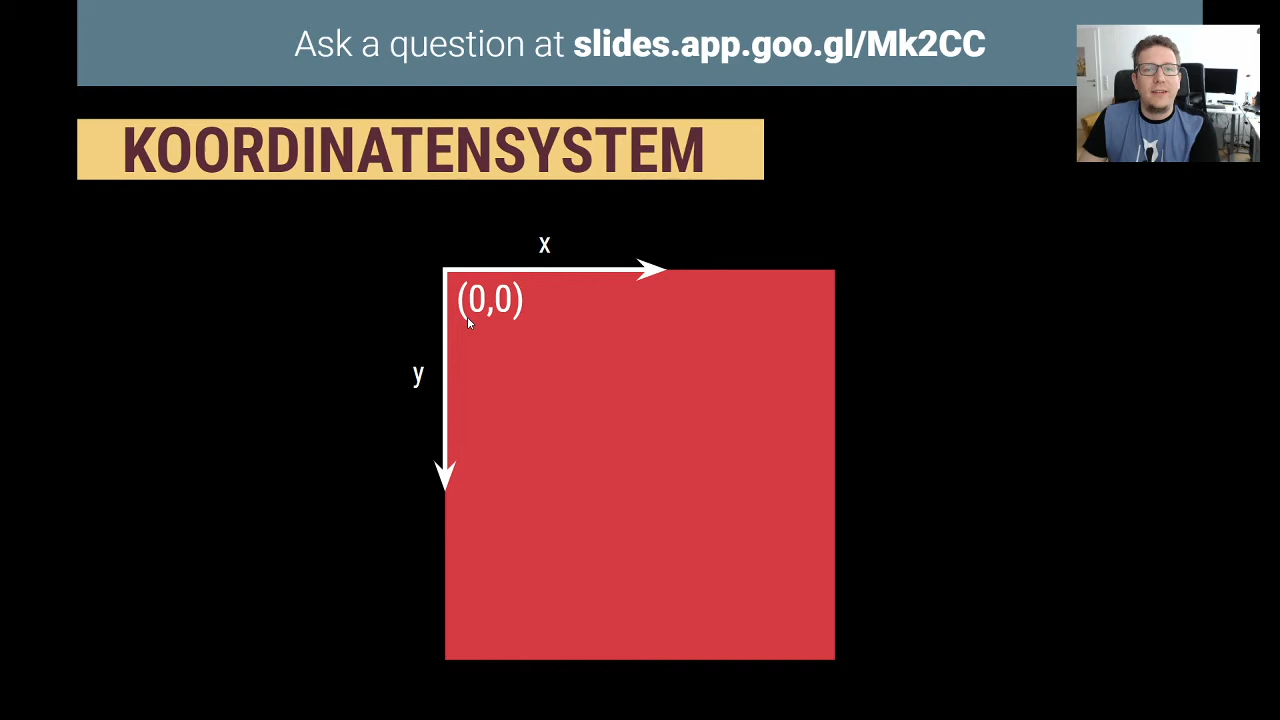 Ask a question at slides.app.goo.gl/Mk2CC
KOORDINATENSYSTEM
x
(0,0)
y